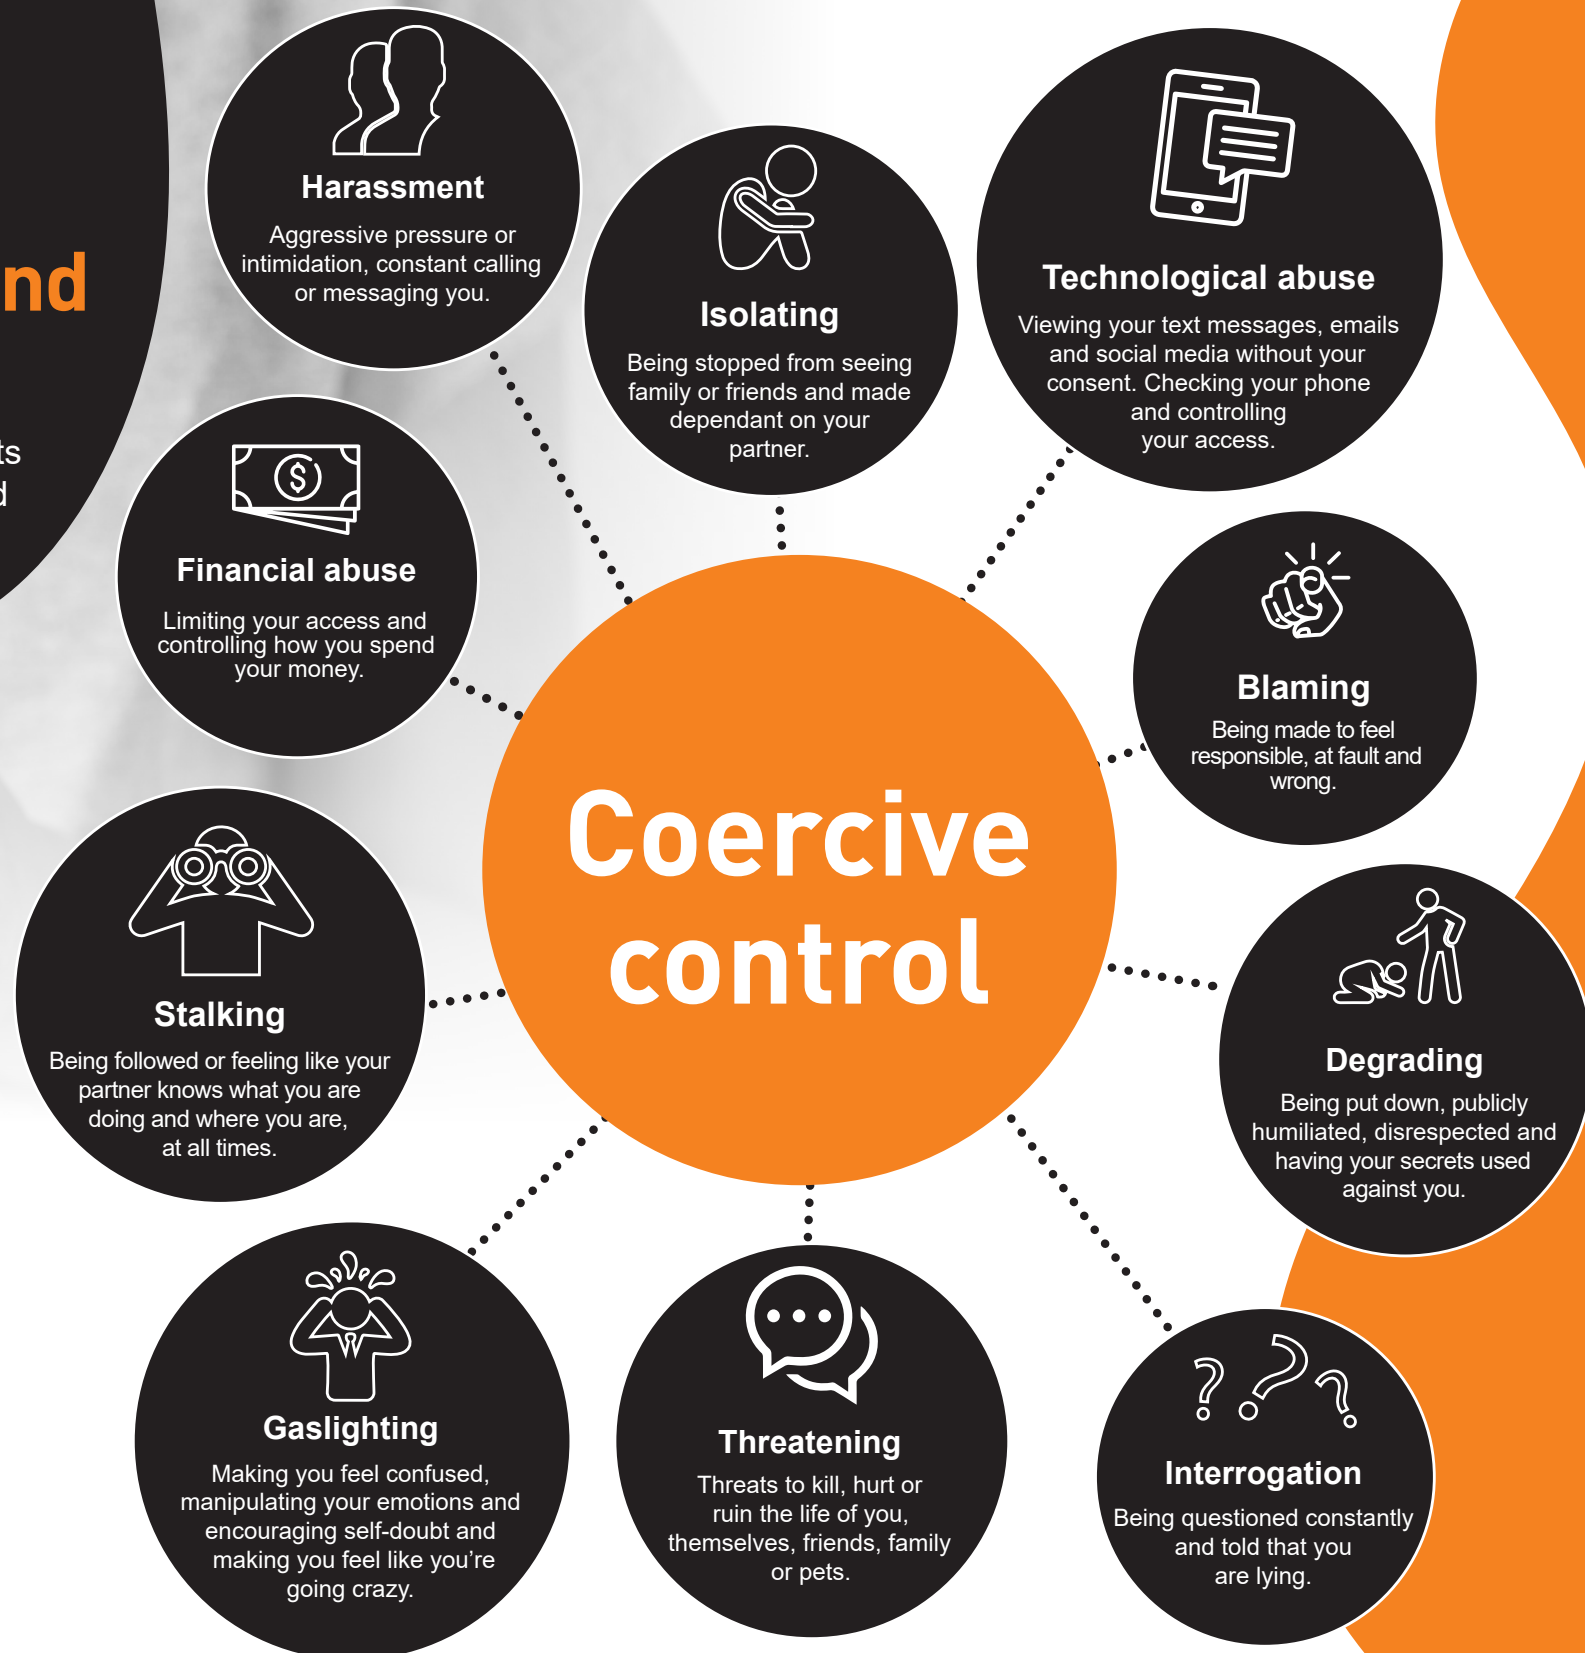 nd
ts
d
Harassment
Aggressive pressure or
intimidation, constant calling
or messaging you.
Isolating
Being stopped from seeing
family or friends and made
dependant on your
partner.
Technological abuse
Viewing your text messages, emails
and social media without your
consent. Checking your phone
and controlling
your access.
Financial abuse
Limiting your access and
controlling how you spend
your money.
Blaming
Being made to feel
responsible, at fault and
wrong.
Coercive
control
Stalking
Being followed or feeling like your
partner knows what you are
doing and where you are,
at all times.
Degrading
Being put down, publicly
humiliated, disrespected and
having your secrets used
against you.
Gaslighting
Making you feel confused,
manipulating your emotions and
encouraging self-doubt and
making you feel like you’re
going crazy.
Threatening
Threats to kill, hurt or
ruin the life of you,
themselves, friends, family
or pets.
Interrogation
Being questioned constantly
and told that you
are lying.